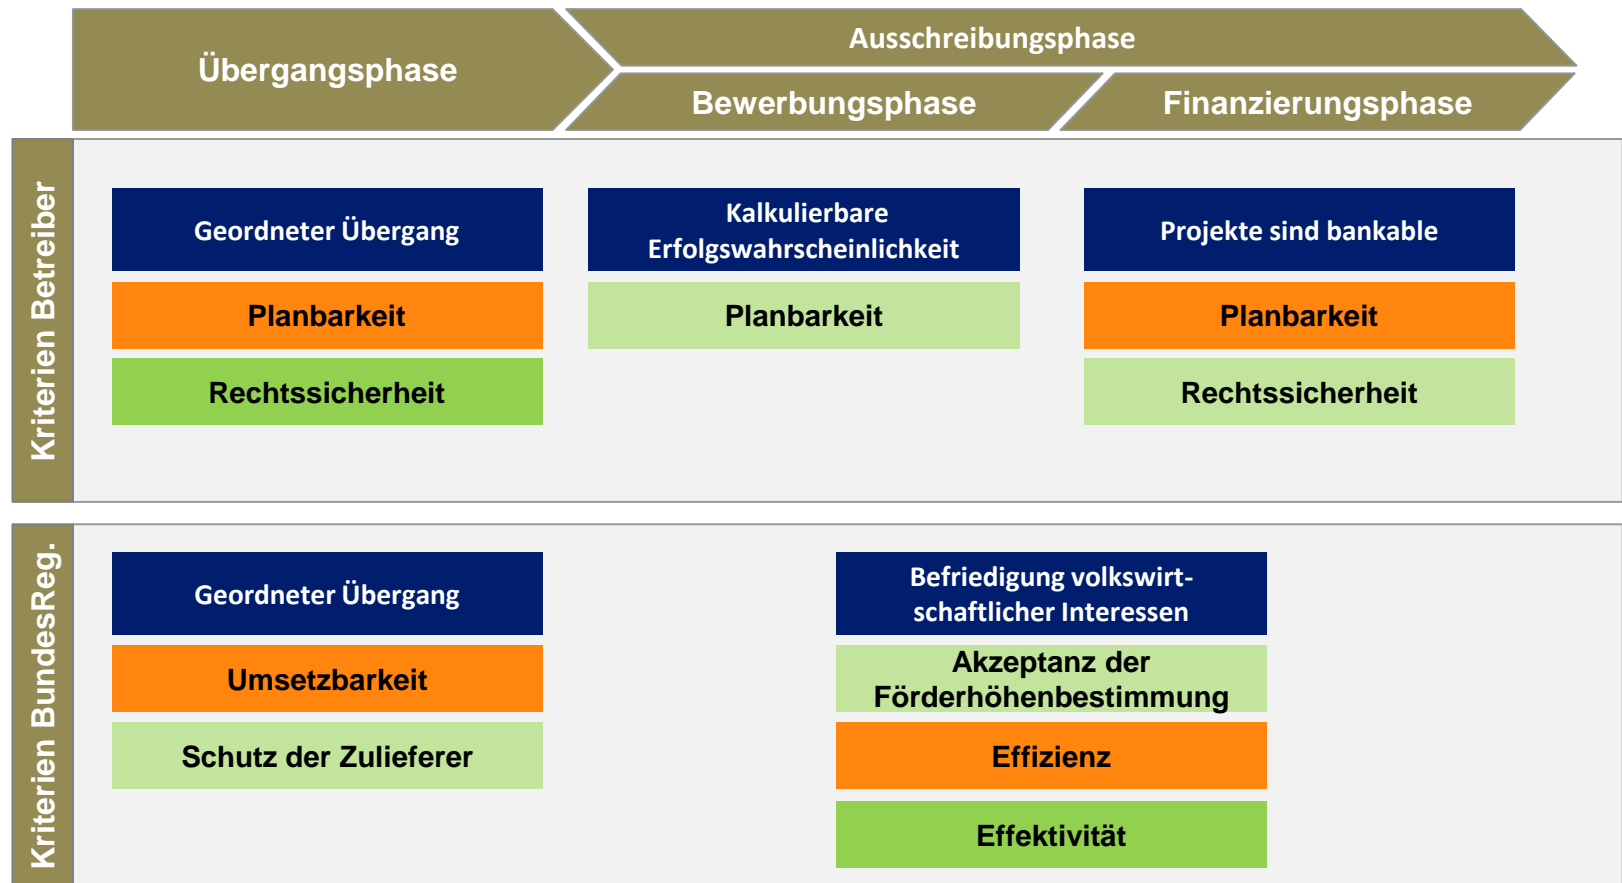 Übergangsphase
Ausschreibungsphase
Bewerbungsphase
Finanzierungsphase
Kriterien Betreiber
Geordneter Übergang
Planbarkeit
Rechtssicherheit
Kalkulierbare
Erfolgswahrscheinlichkeit
Planbarkeit
Projekte sind bankable
Planbarkeit
Rechtssicherheit
Kriterien BundesReg.
Geordneter Übergang
Umsetzbarkeit
Schutz der Zulieferer
Befriedigung volkswirt-
schaftlicher Interessen
Akzeptanz der
Förderhöhenbestimmung
Effizienz
Effektivität